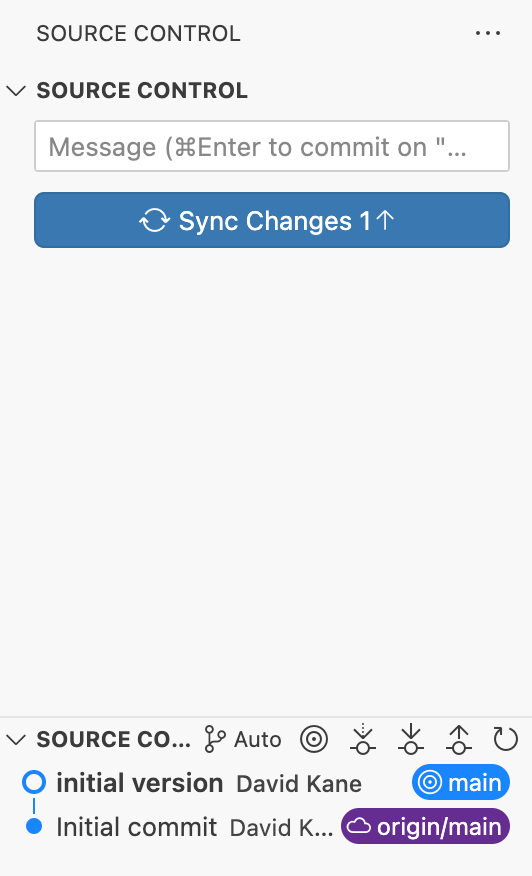 SOURCE CONTROL
SOURCE CONTROL
Message (⌘Enter to commit on "...
Sync Changes 1↑
SOURCE CO... Auto
initial version David Kane main
Initial commit David K... origin/main